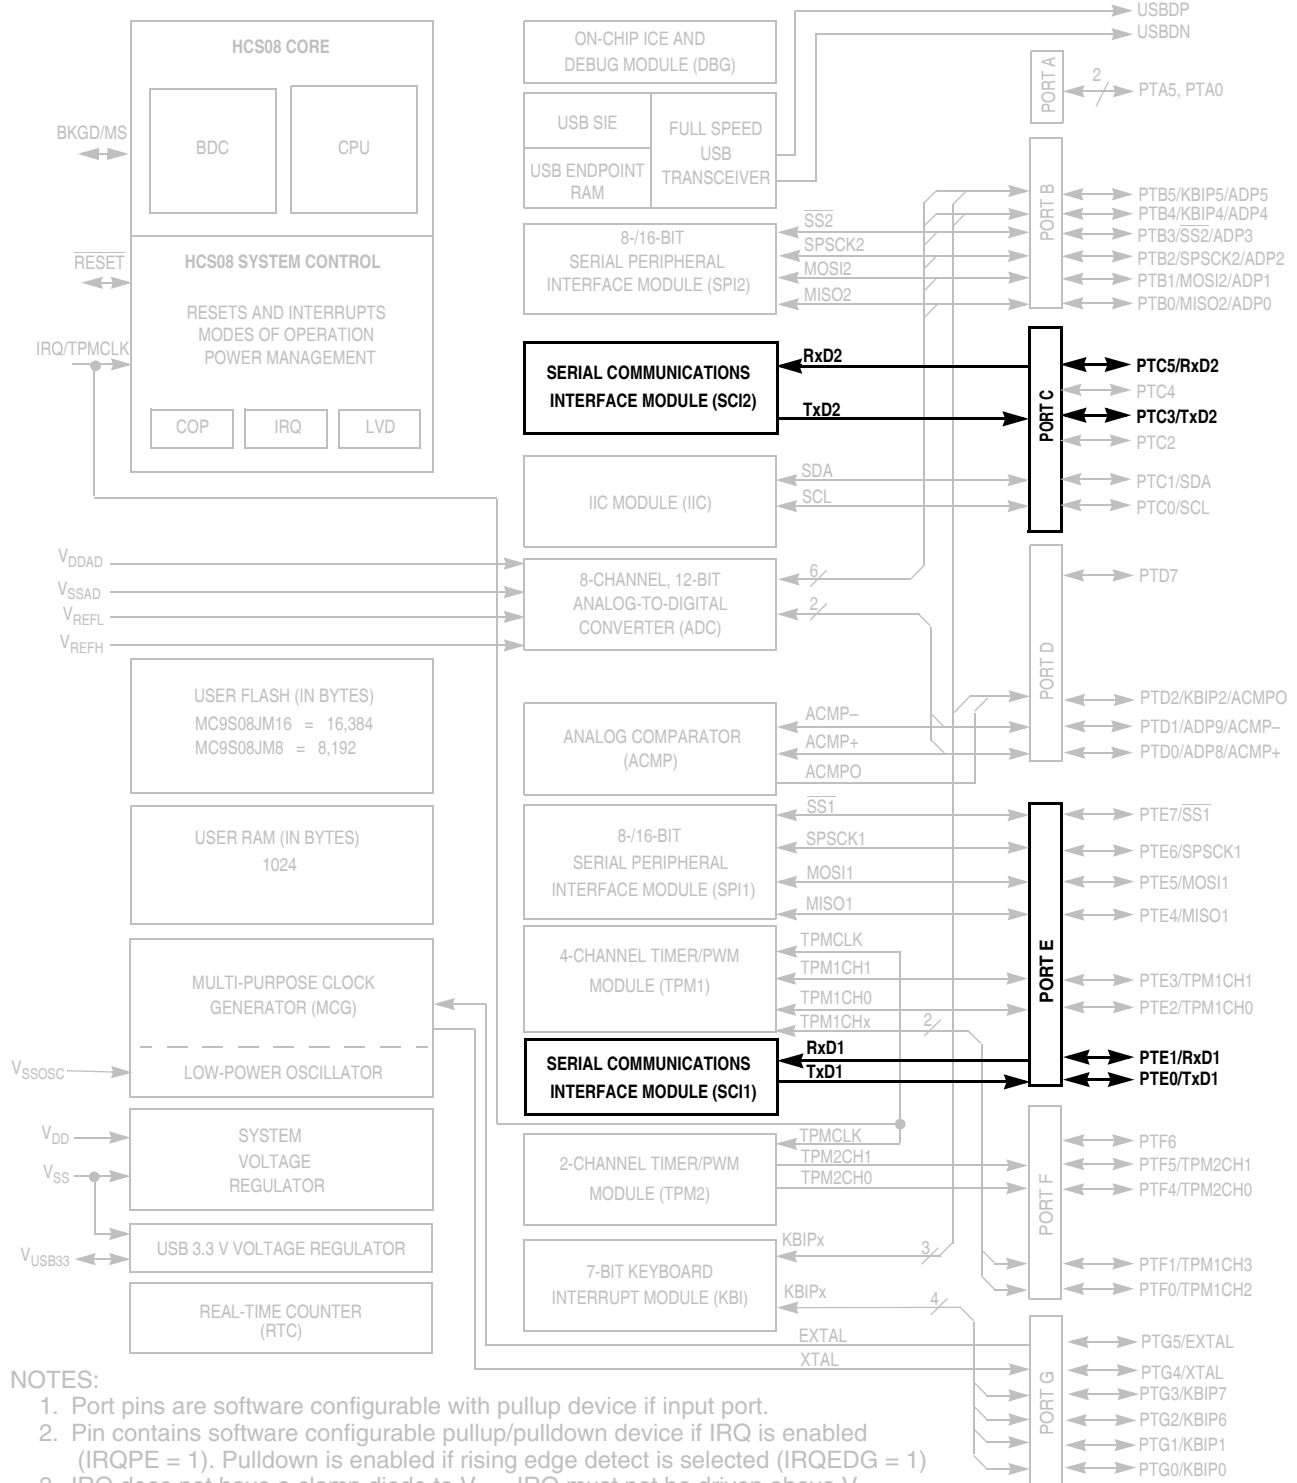 HCS08 CORE
BDC
CPU
BKGD/MS
RESET
HCS08 SYSTEM CONTROL
RESETS AND INTERRUPTS
MODES OF OPERATION
POWER MANAGEMENT
IRQ/TPMCLK
COP
IRQ
LVD
VDDAD
VSSAD
VREFL
VREFH
USER FLASH (IN BYTES)
MC9S08JM16 = 16,384
MC9S08JM8 = 8,192
USER RAM (IN BYTES)
1024
MULTI-PURPOSE CLOCK
GENERATOR (MCG)
LOW-POWER OSCILLATOR
VSSOSC
VDD
VSS
SYSTEM
VOLTAGE
REGULATOR
VUSB33
USB 3.3 V VOLTAGE REGULATOR
REAL-TIME COUNTER
(RTC)
ON-CHIP ICE AND
DEBUG MODULE (DBG)
USB SIE
USB ENDPOINT
RAM
FULL SPEED
USB
TRANSCEIVER
USBDP
USBDN
8-/16-BIT
SERIAL PERIPHERAL
INTERFACE MODULE (SPI2)
SS2
SPSCK2
MOSI2
MISO2
SERIAL COMMUNICATIONS
INTERFACE MODULE (SCI2)
RxD2
TxD2
IIC MODULE (IIC)
SDA
SCL
8-CHANNEL, 12-BIT
ANALOG-TO-DIGITAL
CONVERTER (ADC)
6
2
ANALOG COMPARATOR
(ACMP)
ACMP–
ACMP+
ACMPO
8-/16-BIT
SERIAL PERIPHERAL
INTERFACE MODULE (SPI1)
SS1
SPSCK1
MOSI1
MISO1
4-CHANNEL TIMER/PWM
MODULE (TPM1)
TPMCLK
TPM1CH1
TPM1CH0
TPM1CHx
2
SERIAL COMMUNICATIONS
INTERFACE MODULE (SCI1)
RxD1
TxD1
2-CHANNEL TIMER/PWM
MODULE (TPM2)
TPMCLK
TPM2CH1
TPM2CH0
7-BIT KEYBOARD
INTERRUPT MODULE (KBI)
KBIPx
3
KBIPx
4
EXTAL
XTAL
PORT A
2
PTA5, PTA0
PORT B
PTB5/KBIP5/ADP5
PTB4/KBIP4/ADP4
PTB3/SS2/ADP3
PTB2/SPSCK2/ADP2
PTB1/MOSI2/ADP1
PTB0/MISO2/ADP0
PORT C
PTC5/RxD2
PTC4
PTC3/TxD2
PTC2
PTC1/SDA
PTC0/SCL
PORT D
PTD7
PTD2/KBIP2/ACMPO
PTD1/ADP9/ACMP–
PTD0/ADP8/ACMP+
PORT E
PTE7/SS1
PTE6/SPSCK1
PTE5/MOSI1
PTE4/MISO1
PTE3/TPM1CH1
PTE2/TPM1CH0
PTE1/RxD1
PTE0/TxD1
PORT F
PTF6
PTF5/TPM2CH1
PTF4/TPM2CH0
PTF1/TPM1CH3
PTF0/TPM1CH2
PORT G
PTG5/EXTAL
PTG4/XTAL
PTG3/KBIP7
PTG2/KBIP6
PTG1/KBIP1
PTG0/KBIP0
NOTES:
1. Port pins are software configurable with pullup device if input port.
2. Pin contains software configurable pullup/pulldown device if IRQ is enabled
(IRQPE = 1). Pulldown is enabled if rising edge detect is selected (IRQEDG = 1)
3. IRQ does not have a clamp diode to V IRQ must not be driven above V